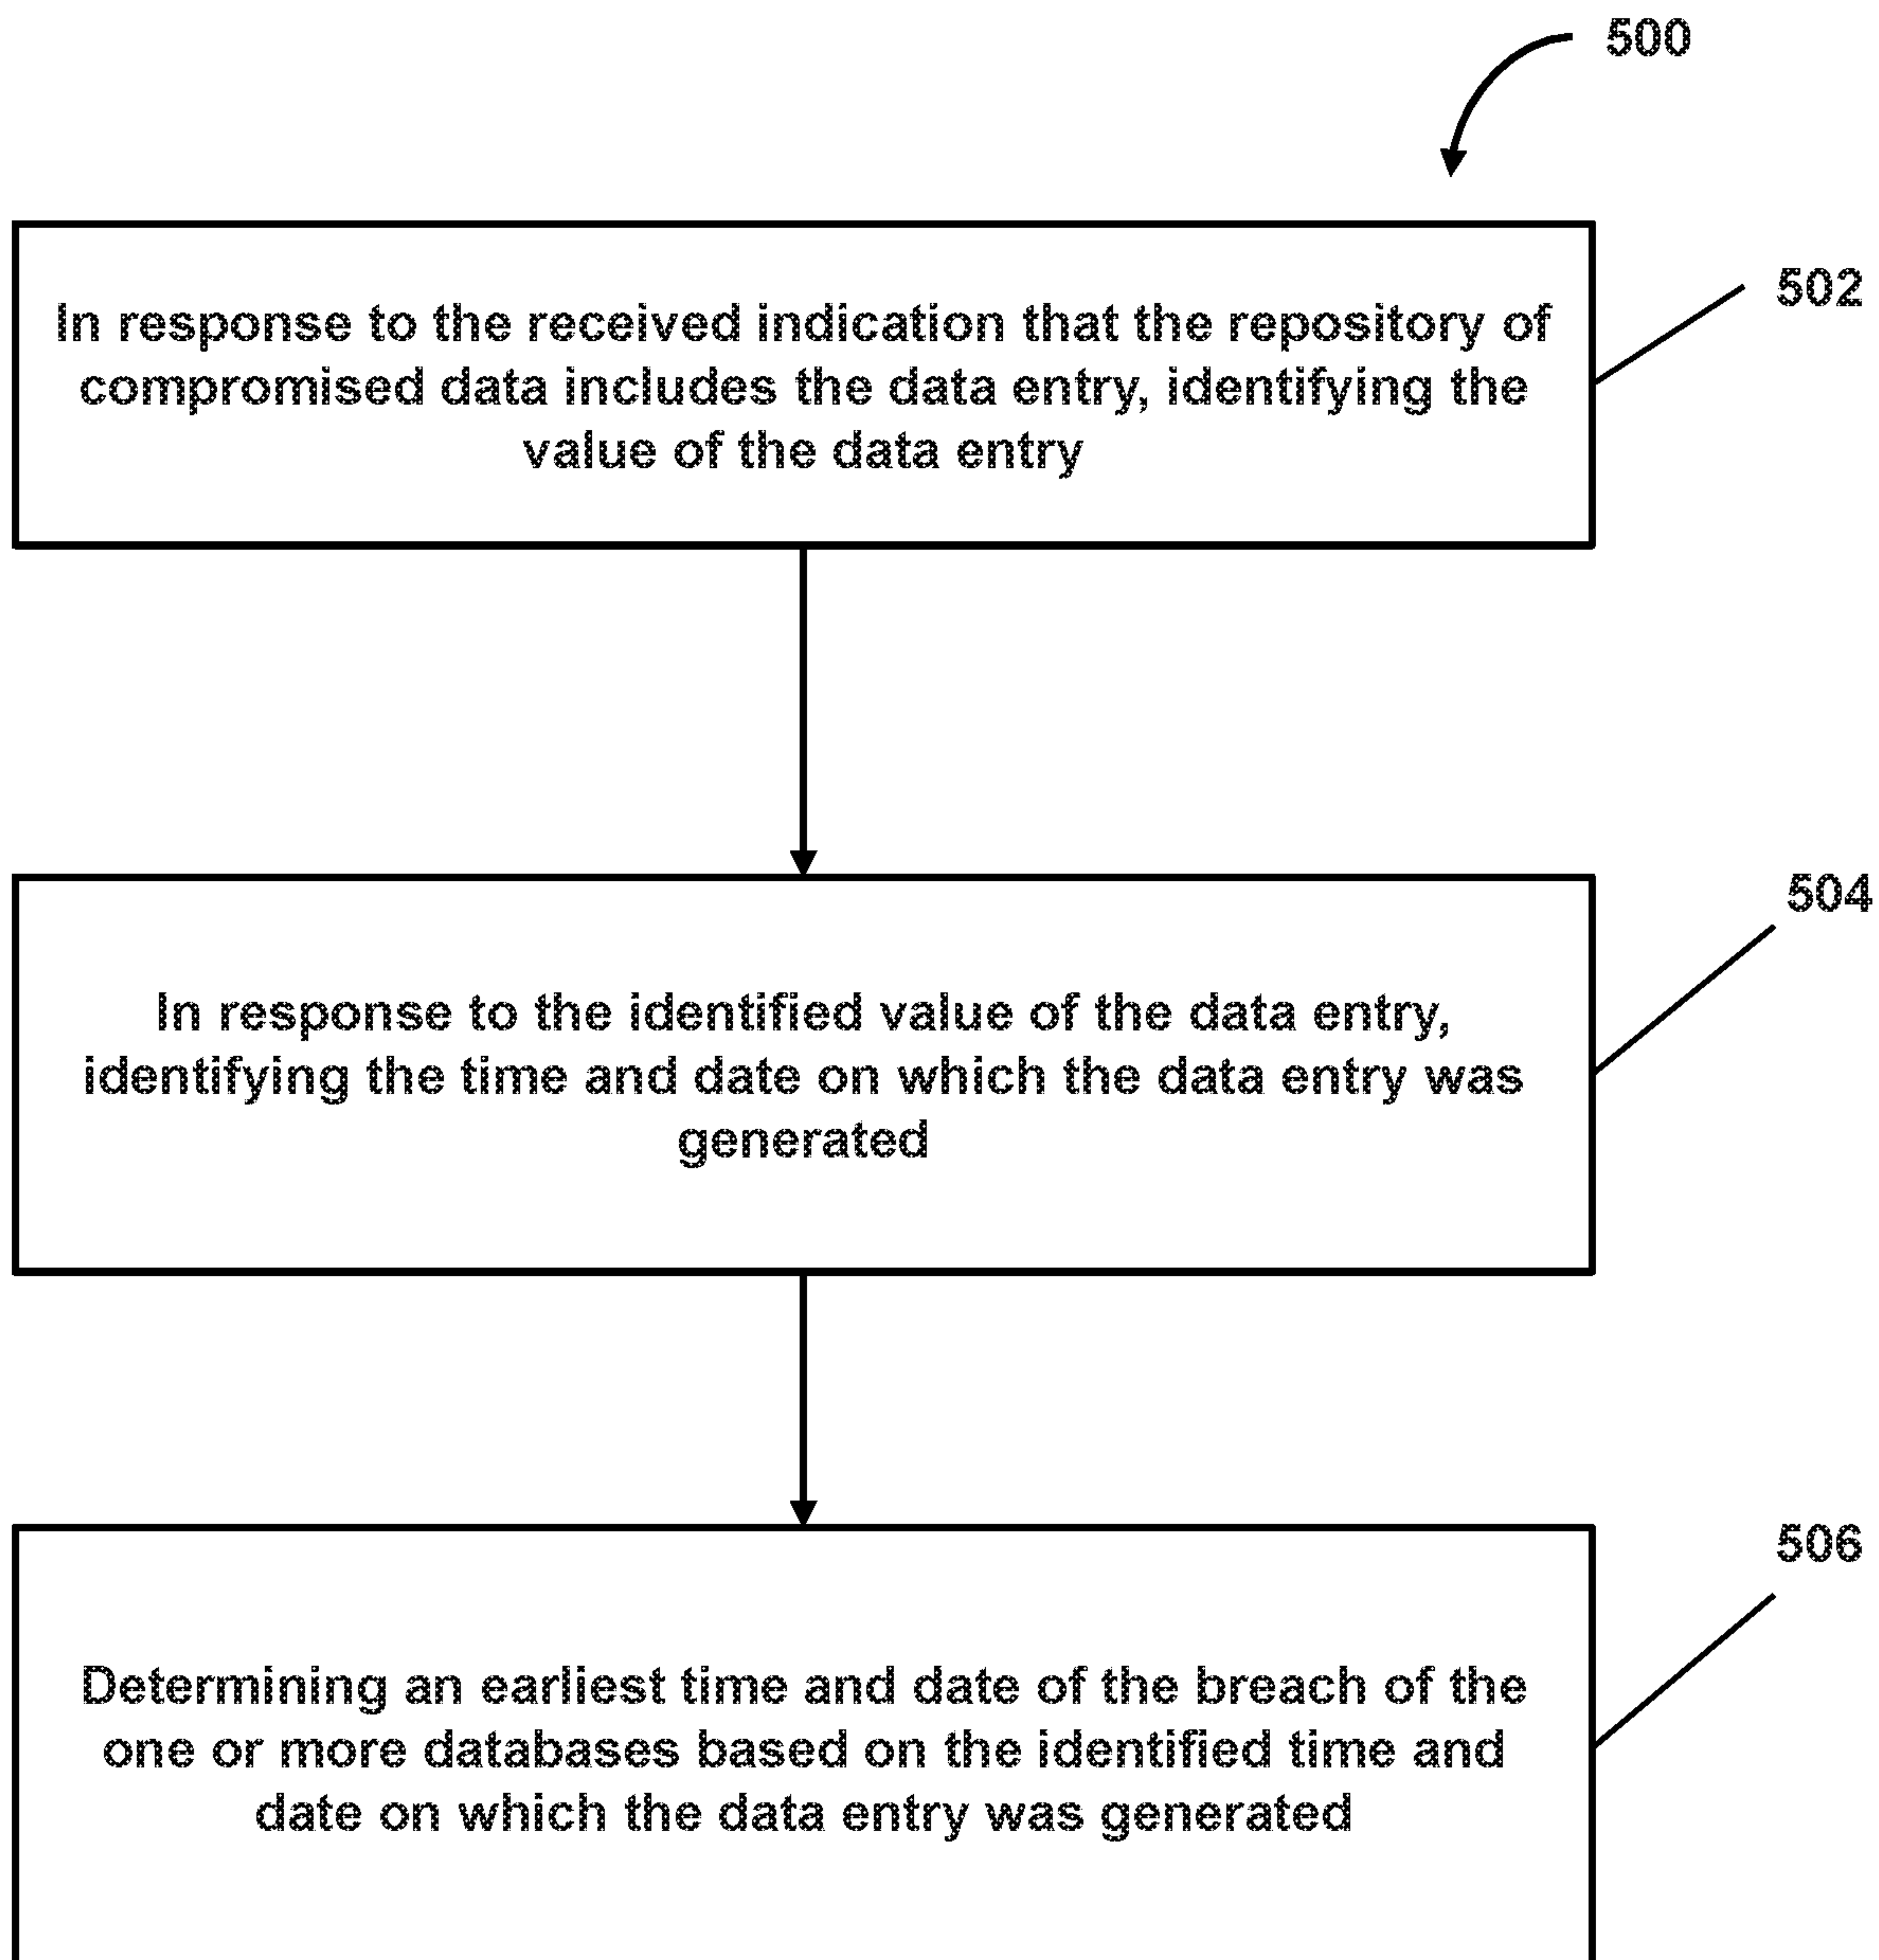 500
502
In response to the received indication that the repository of
compromised data includes the data entry, identifying the
value of the data entry
504
In response to the identified value of the data entry,
identifying the time and date on which the data entry was
generated
506
Determining an earliest time and date of the breach of the
one or more databases based on the identified time and
date on which the data entry was generated